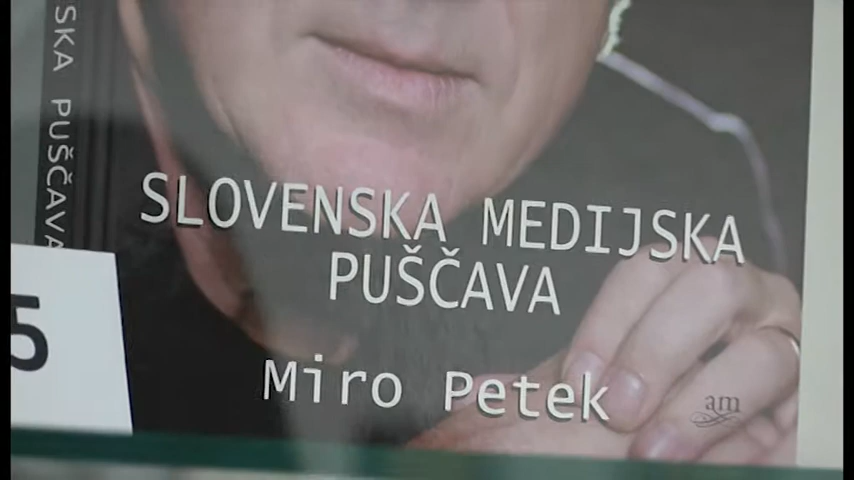 SKA PUŠČAVA
SLOVENSKA MEDIJSKA
PUŠČAVA
Miro Petek
am
5